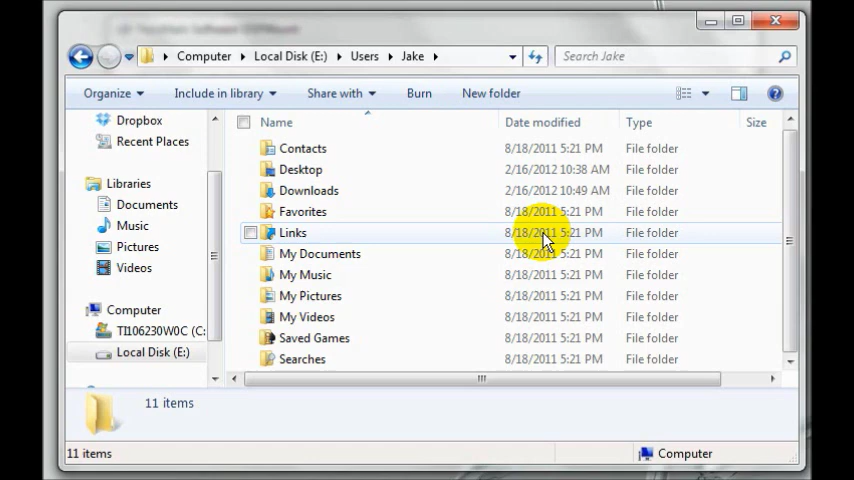 Computer Local Disk (E:) Users Jake Search Jake
Organize Include in library Share with Burn New folder
Dropbox
Recent Places
Libraries
Documents
Music
Pictures
Videos
Computer
TI106230W0C (C:
Local Disk (E:)
Name Date modified Type Size
Contacts 8/18/2011 5:21 PM File folder
Desktop 2/16/2012 10:38 AM File folder
Downloads 2/16/2012 10:49 AM File folder
Favorites 8/18/2011 5:21 PM File folder
Links 8/18/2011 5:21 PM File folder
My Documents 8/18/2011 5:21 PM File folder
My Music 8/18/2011 5:21 PM File folder
My Pictures 8/18/2011 5:21 PM File folder
My Videos 8/18/2011 5:21 PM File folder
Saved Games 8/18/2011 5:21 PM File folder
Searches 8/18/2011 5:21 PM File folder
11 items
11 items Computer